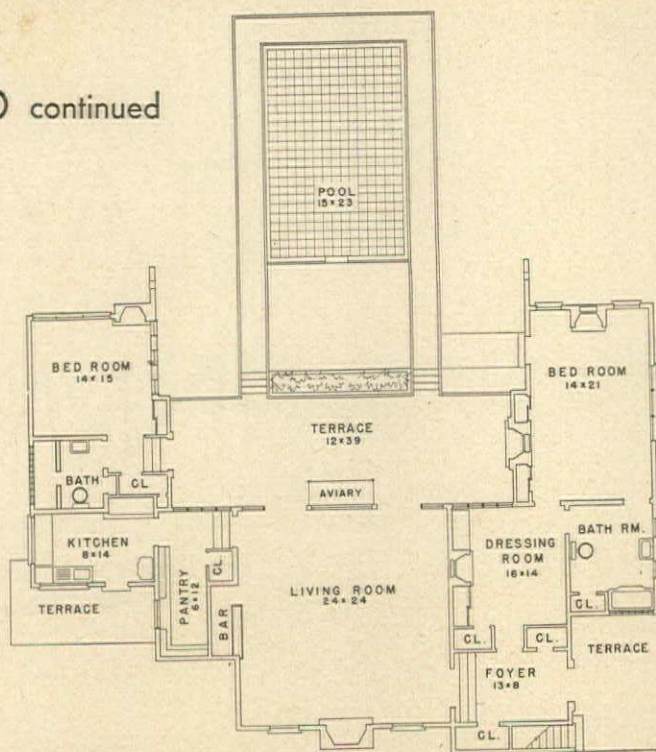 continued
POOL
15×23
BED ROOM
14×15
BED ROOM
14×21
TERRACE
12×39
AVIARY
BATH
CL
KITCHEN
8×14
DRESSING
ROOM
16×14
BATH RM.
PANTRY
6×12
CL
LIVING ROOM
24×24
TERRACE
BAR
CL.
CL.
CL.
TERRACE
FOYER
13×8
CL.